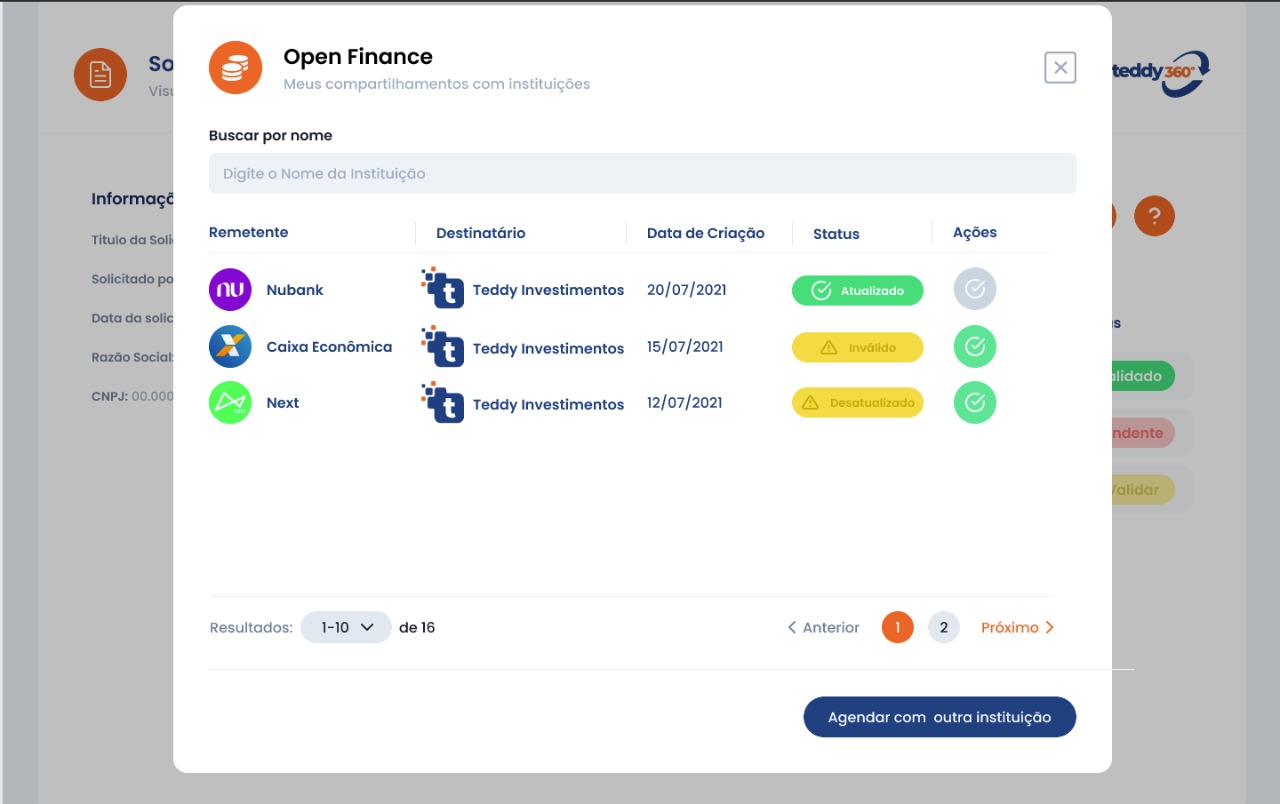 Open Finance
Meus compartilhamentos com instituições
So
Visu
teddy360°
Buscar por nome
Digite o Nome da Instituição
Informaçõ
Titulo da Soli
Solicitado po
Data da solic
Razão Social:
CNPJ: 00.000
?
s
alidado
ndente
Validar
Remetente Destinatário Data de Criação Status Ações
nu Nubank t Teddy Investimentos 20/07/2021 Atualizado
X Caixa Econômica t Teddy Investimentos 15/07/2021 Inválido
next Next t Teddy Investimentos 12/07/2021 Desatualizado
Resultados: 1-10 de 16 Anterior 1 2 Próximo
Agendar com outra instituição